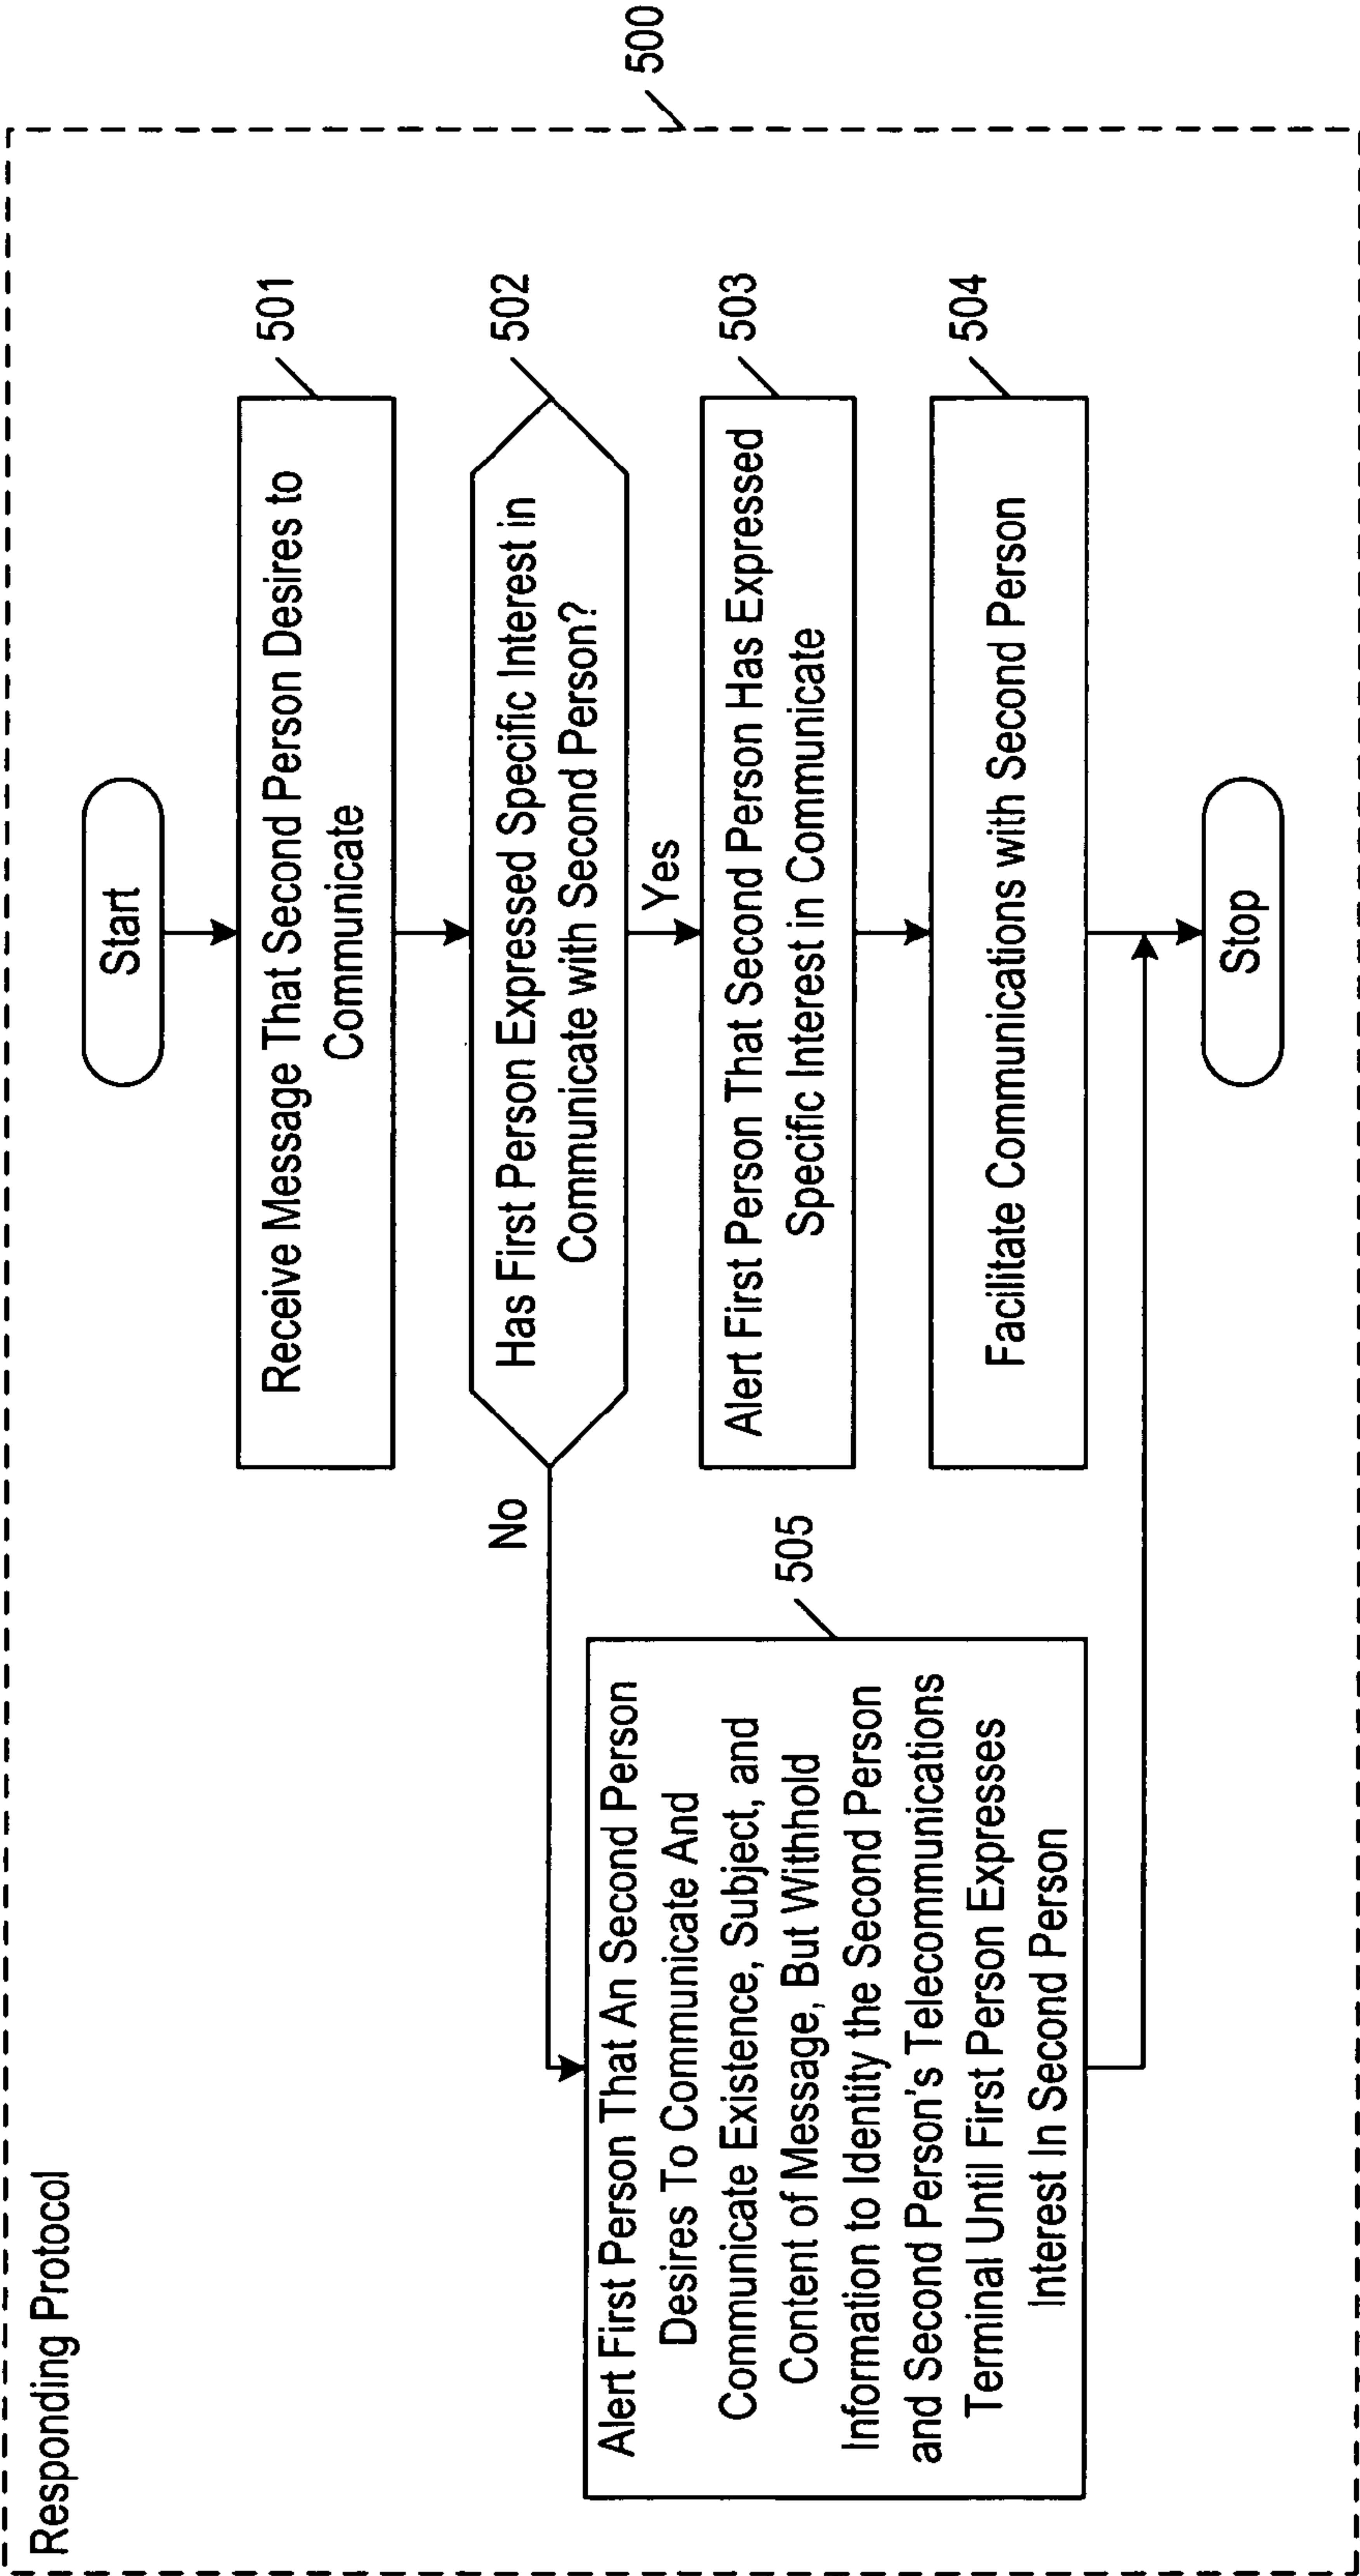 Responding Protocol
500
Start
501
Receive Message That Second Person Desires to
Communicate
502
Has First Person Expressed Specific Interest in
Communicate with Second Person?
No
Yes
503
Alert First Person That Second Person Has Expressed
Specific Interest in Communicate
504
Facilitate Communications with Second Person
505
Alert First Person That An Second Person
Desires To Communicate And
Communicate Existence, Subject, and
Content of Message, But Withhold
Information to Identity the Second Person
and Second Person's Telecommunications
Terminal Until First Person Expresses
Interest In Second Person
Stop